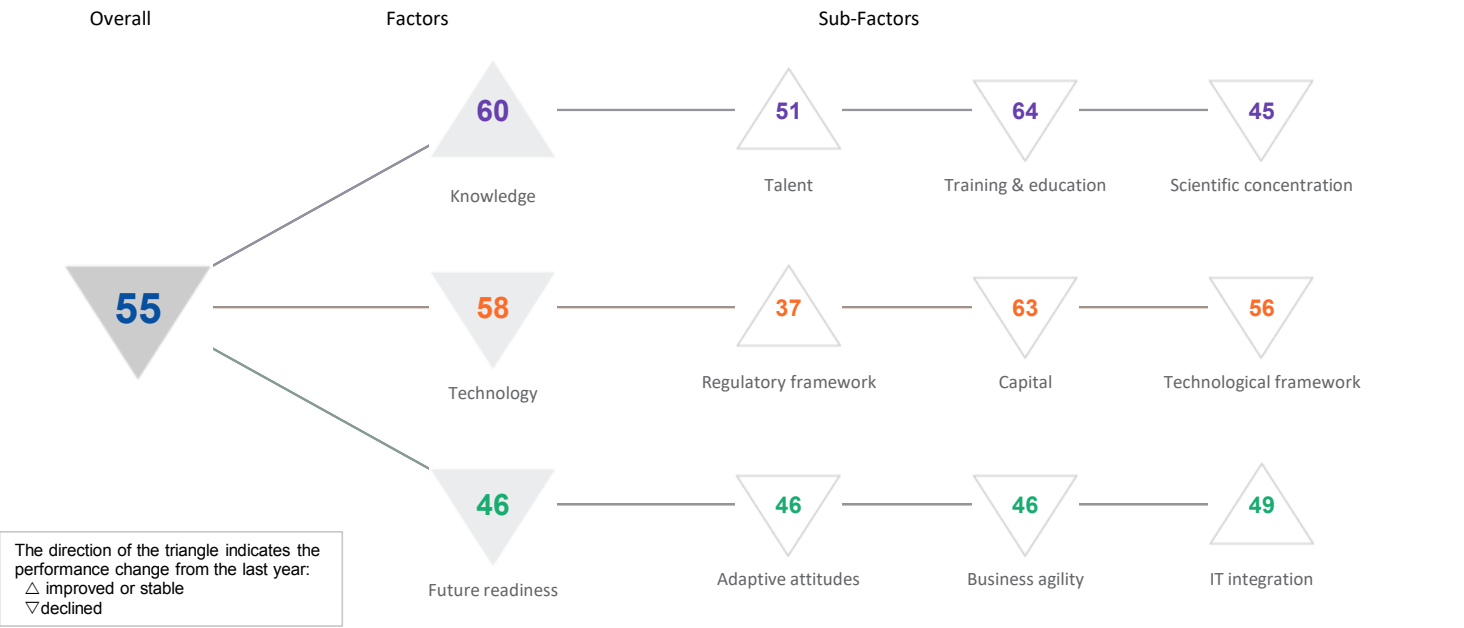 Overall
Factors
Sub-Factors
60
51
64
45
Knowledge
Talent
Training & education
Scientific concentration
55
58
37
63
56
Technology
Regulatory framework
Capital
Technological framework
46
46
46
49
Future readiness
Adaptive attitudes
Business agility
IT integration
The direction of the triangle indicates the
performance change from the last year:
△ improved or stable
▽declined